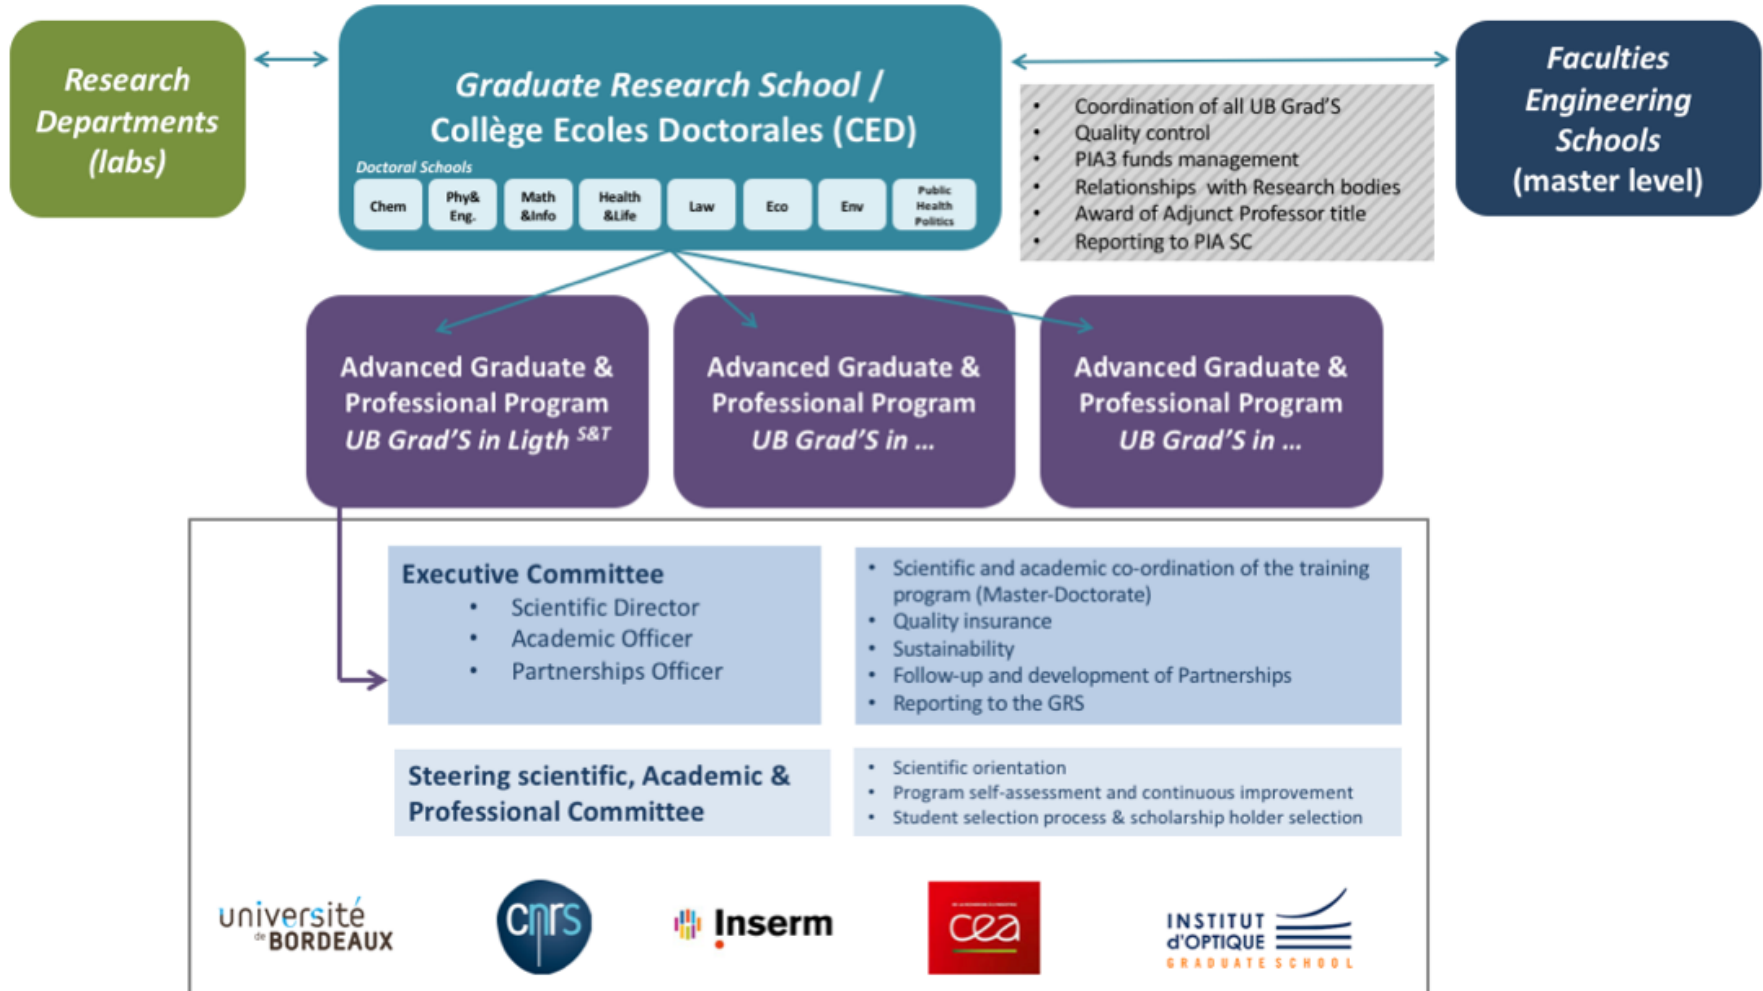 Research
Departments
(labs)
Graduate Research School /
Collège Ecoles Doctorales (CED)
Doctoral Schools
Chem
Phy&
Eng.
Math
&Info
Health
&Life
Law
Eco
Env
Public
Health
Politics
Faculties
Engineering
Schools
(master level)
• Coordination of all UB Grad'S
• Quality control
• PIA3 funds management
• Relationships with Research bodies
• Award of Adjunct Professor title
• Reporting to PIA SC
Advanced Graduate &
Professional Program
UB Grad'S in Ligth S&T
Advanced Graduate &
Professional Program
UB Grad'S in ...
Advanced Graduate &
Professional Program
UB Grad'S in ...
Executive Committee
• Scientific Director
• Academic Officer
• Partnerships Officer
• Scientific and academic co-ordination of the training
program (Master-Doctorate)
• Quality insurance
• Sustainability
• Follow-up and development of Partnerships
• Reporting to the GRS
Steering scientific, Academic &
Professional Committee
• Scientific orientation
• Program self-assessment and continuous improvement
• Student selection process & scholarship holder selection
université
de BORDEAUX
cnrs
Inserm
cea
INSTITUT
d'OPTIQUE
GRADUATE SCHOOL